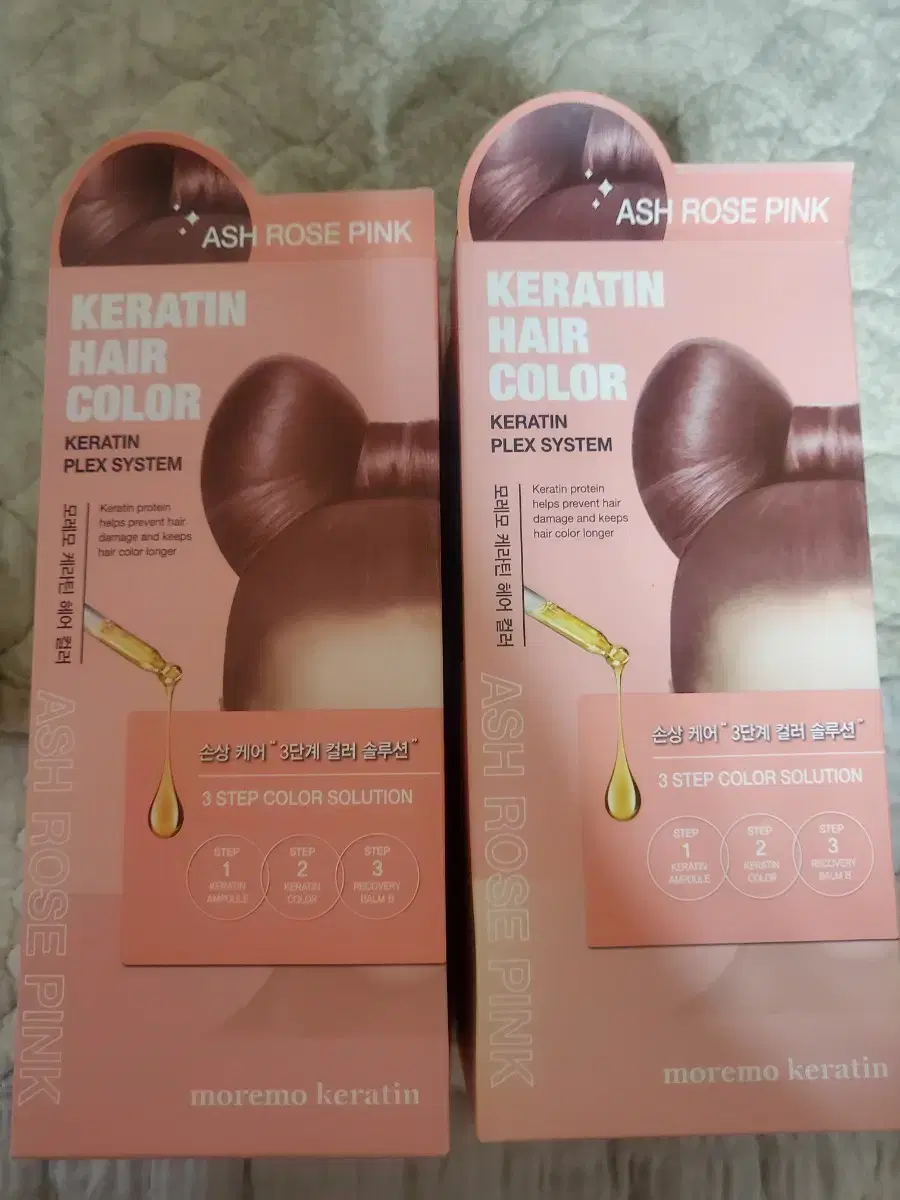 ASH ROSE PINK
KERATIN
HAIR
COLOR
KERATIN
PLEX SYSTEM
Keratin protein
helps prevent hair
damage and keeps
hair color longer
모레모 케라틴 헤어 컬러
ASH ROSE PINK
손상 케어 "3단계 컬러 솔루션"
3 STEP COLOR SOLUTION
STEP
1
KERATIN
AMPOULE
STEP
2
KERATIN
COLOR
STEP
3
RECOVERY
BALM B
moremo keratin
ASH ROSE PINK
KERATIN
HAIR
COLOR
KERATIN
PLEX SYSTEM
Keratin protein
helps prevent hair
damage and keeps
hair color longer
모레모 케라틴 헤어 컬러
ASH ROSE PINK
손상 케어 "3단계 컬러 솔루션"
3 STEP COLOR SOLUTION
STEP
1
KERATIN
AMPOULE
STEP
2
KERATIN
COLOR
STEP
3
RECOVERY
BALM B
moremo keratin